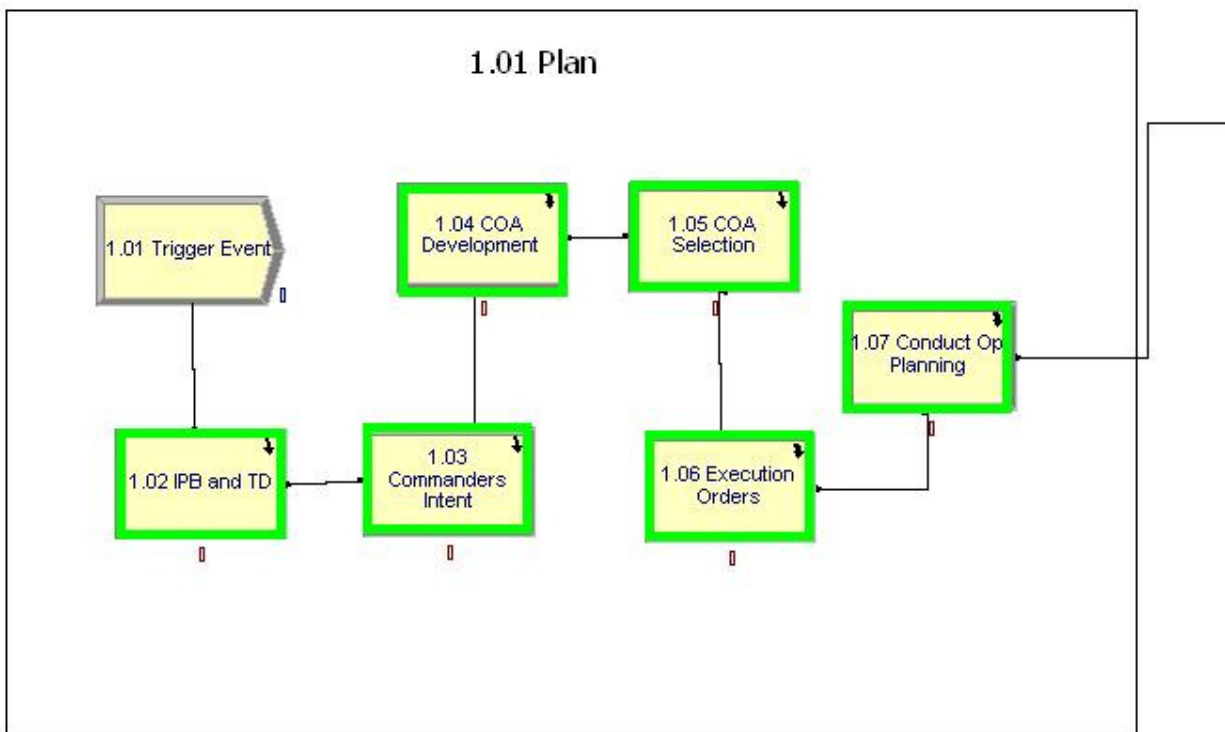 1.01 Plan
1.01 Trigger Event
1.02 IPB and TD
1.03
Commanders
Intent
1.04 COA
Development
1.05 COA
Selection
1.06 Execution
Orders
1.07 Conduct Op
Planning